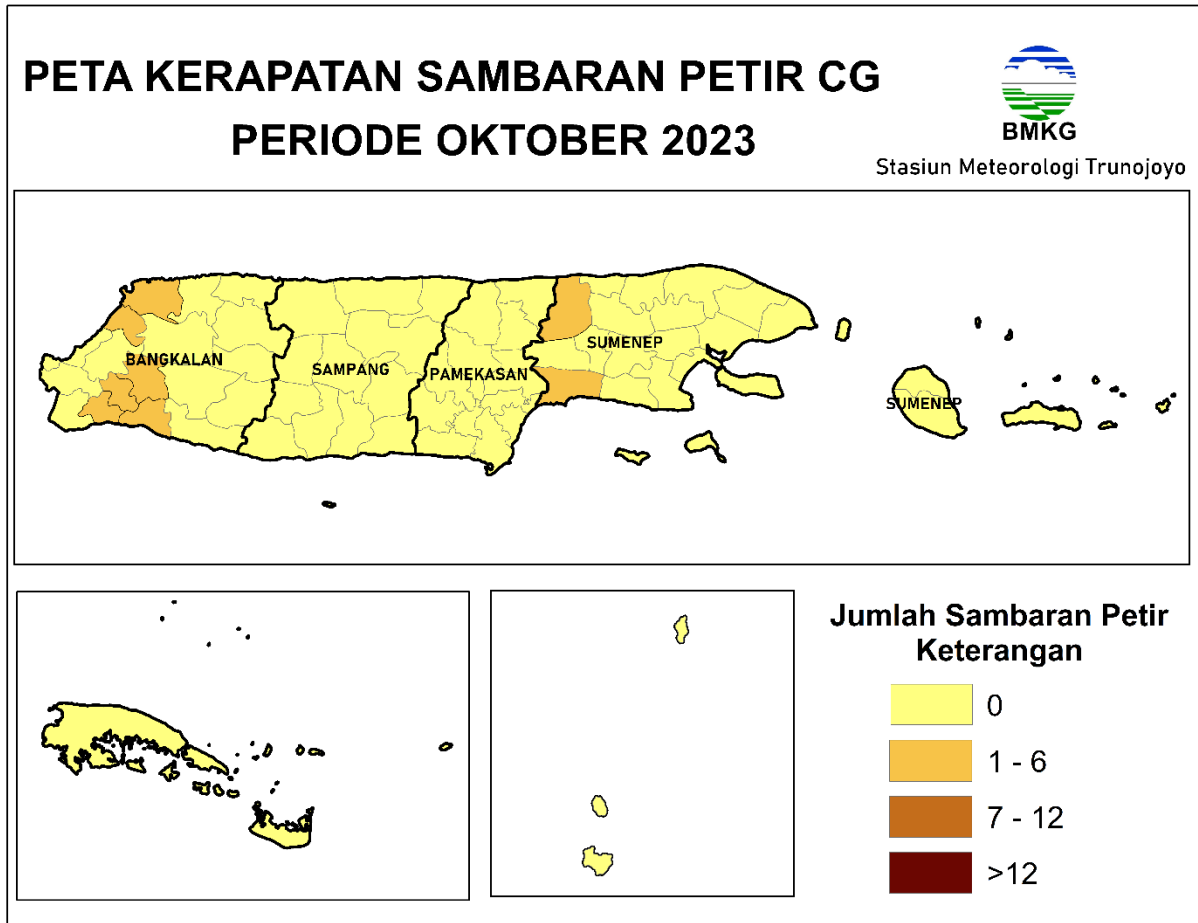 PETA KERAPATAN SAMBARAN PETIR CG
PERIODE OKTOBER 2023
BMKG
Stasiun Meteorologi Trunojoyo
BANGKALAN
SAMPANG
PAMEKASAN
SUMENEP
SUMENEP
Jumlah Sambaran Petir
Keterangan
0
1 - 6
7 - 12
>12